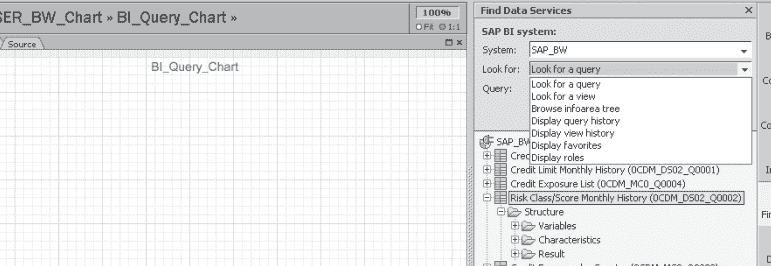 SER_BW_Chart » BI_Query_Chart »
100%
Fit 1:1
Source
BI_Query_Chart
Find Data Services
SAP BI system:
System: SAP_BW
Look for: Look for a query
Query:
Look for a query
Look for a view
Browse infoarea tree
Display query history
Display view history
Display favorites
Display roles
SAP_BW
Credit Limit Monthly History (0CDM_DS02_Q0001)
Credit Exposure List (0CDM_MC0_Q0004)
Risk Class/Score Monthly History (0CDM_DS02_Q0002)
Structure
Variables
Characteristics
Result